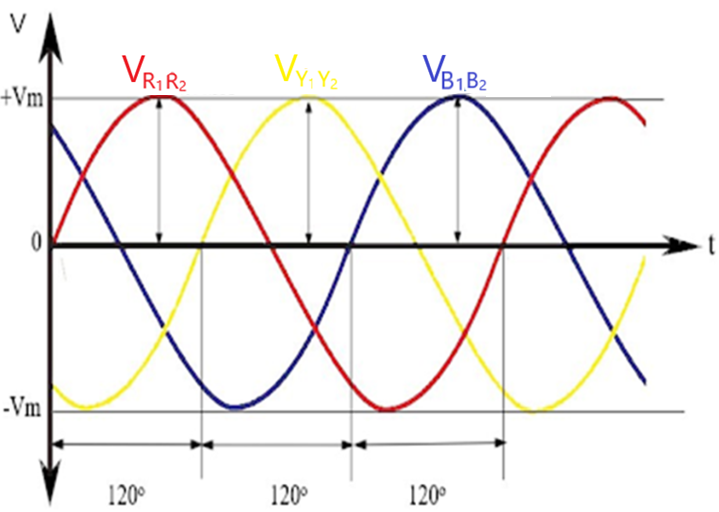 V
V_R₁R₂ V_Y₁Y₂ V_B₁B₂
+Vm
0 t
-Vm
120° 120° 120°